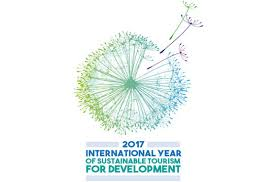 2017
INTERNATIONAL YEAR
OF SUSTAINABLE TOURISM
FOR DEVELOPMENT